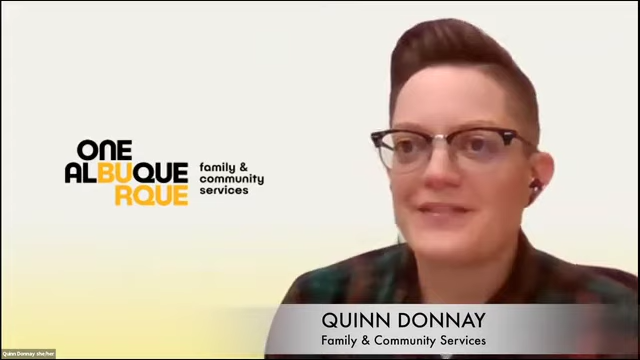 ONE
ALBUQUE
RQUE
family &
community
services
QUINN DONNAY
Family & Community Services
Quinn Donnay she/her